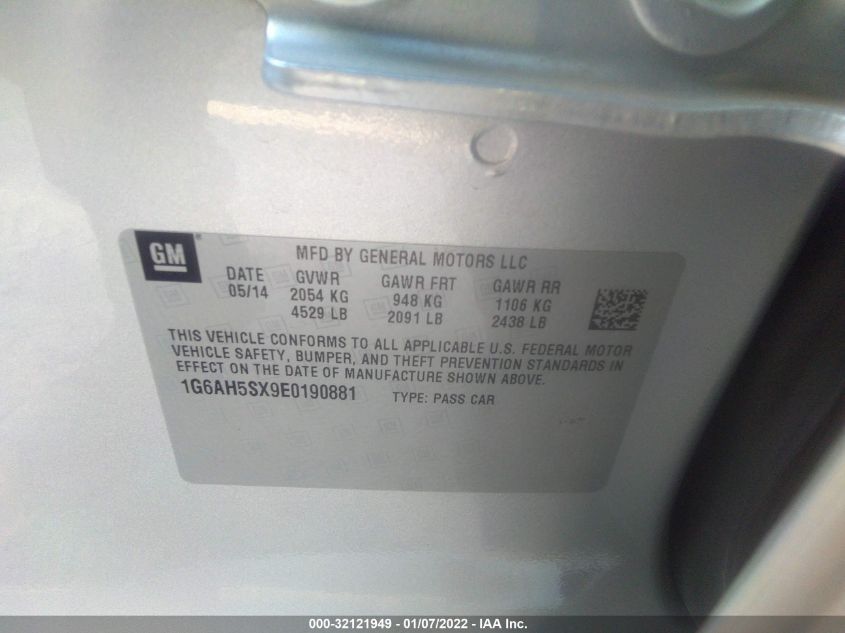 GM
MFD BY GENERAL MOTORS LLC
DATE GVWR GAWR FRT GAWR RR
05/14 2054 KG 948 KG 1106 KG
4529 LB 2091 LB 2438 LB
THIS VEHICLE CONFORMS TO ALL APPLICABLE U.S. FEDERAL MOTOR
VEHICLE SAFETY, BUMPER, AND THEFT PREVENTION STANDARDS IN
EFFECT ON THE DATE OF MANUFACTURE SHOWN ABOVE.
1G6AH5SX9E0190881 TYPE: PASS CAR
000-32121949 - 01/07/2022 - IAA Inc.